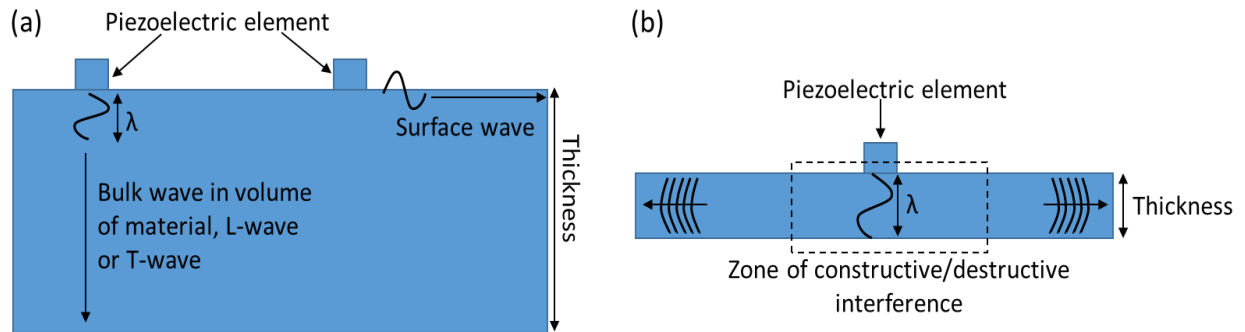 (a)
Piezoelectric element
λ
Surface wave
Thickness
Bulk wave in volume
of material, L-wave
or T-wave
(b)
Piezoelectric element
λ
Thickness
Zone of constructive/destructive
interference